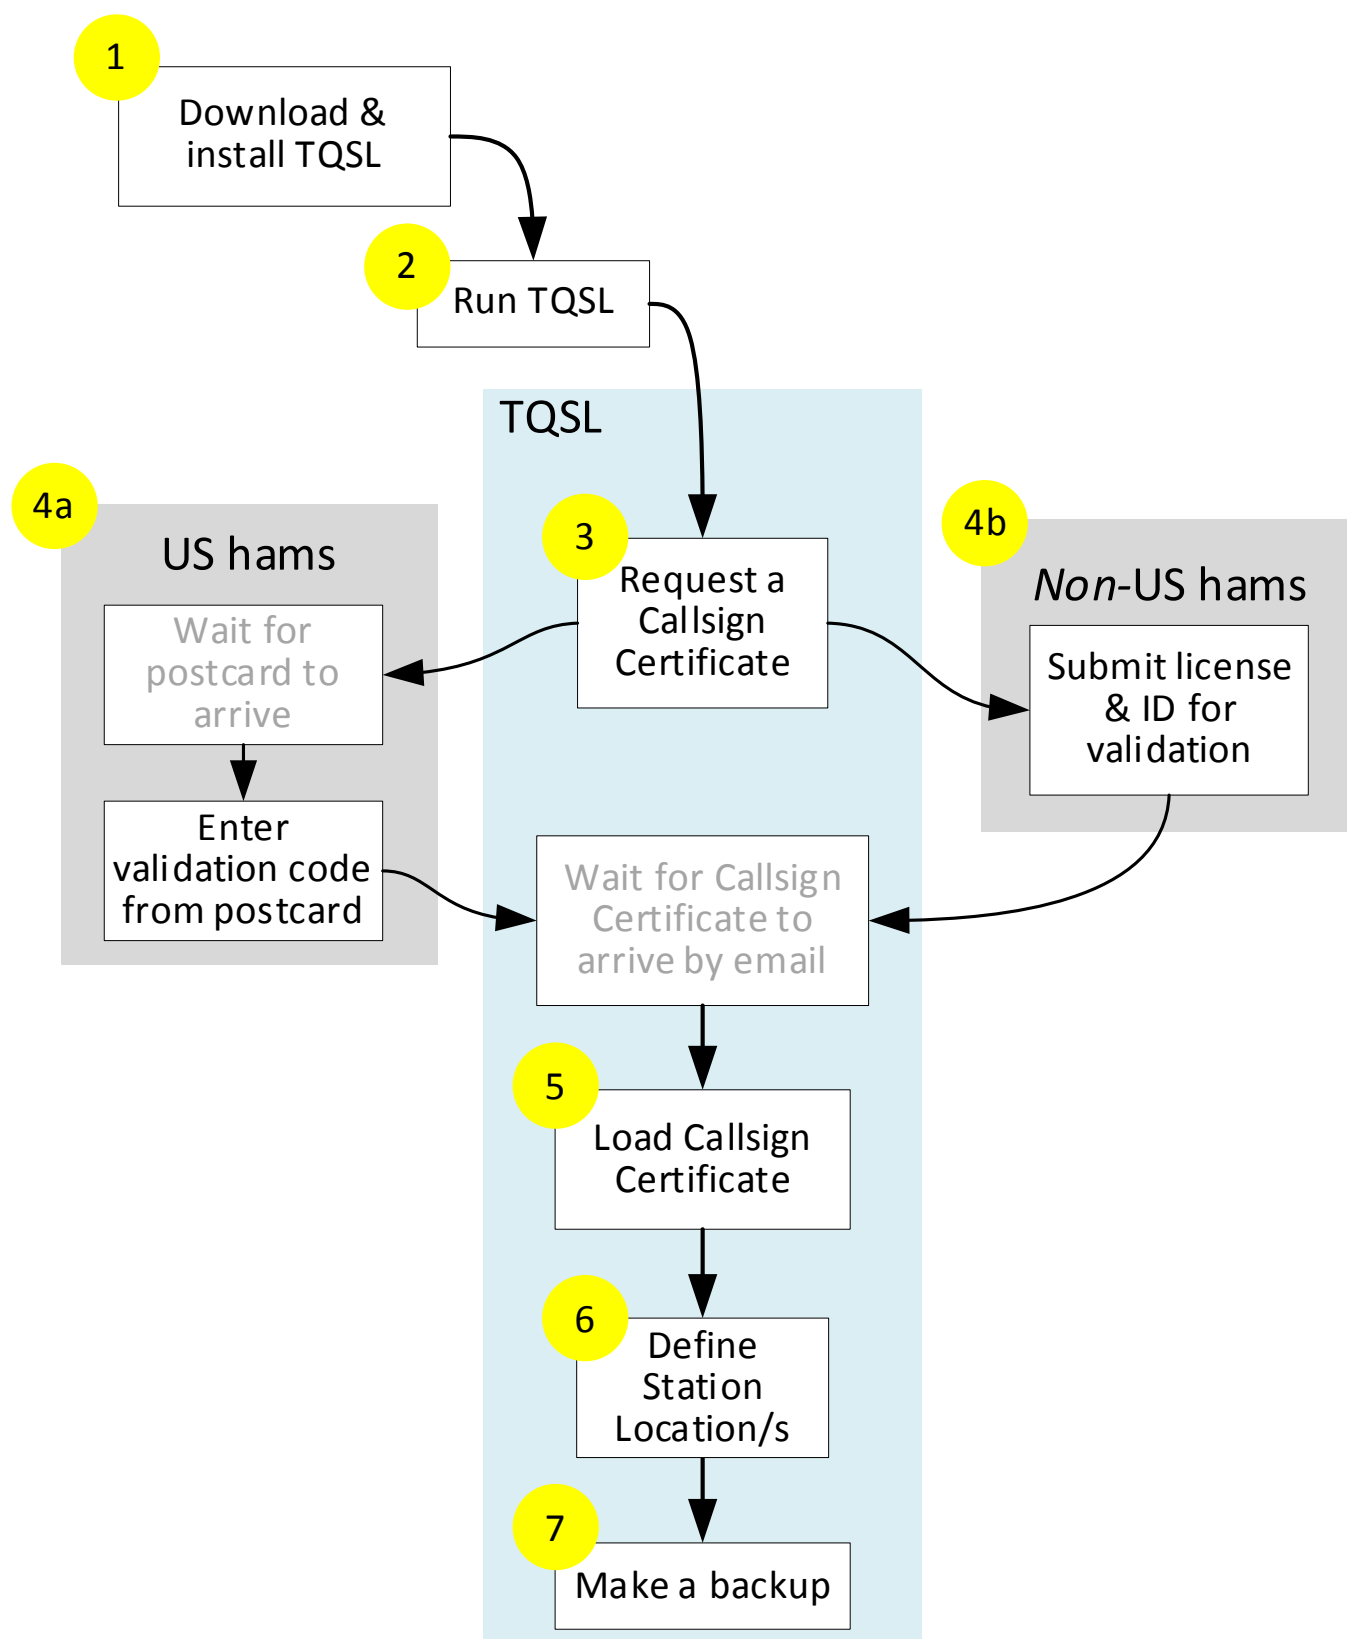 1
Download &
install TQSL
2
Run TQSL
TQSL
3
Request a
Callsign
Certificate
4a
US hams
Wait for
postcard to
arrive
Enter
validation code
from postcard
4b
Non-US hams
Submit license
& ID for
validation
Wait for Callsign
Certificate to
arrive by email
5
Load Callsign
Certificate
6
Define
Station
Location/s
7
Make a backup